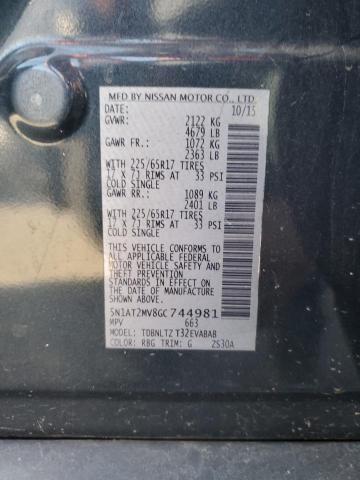 MFD BY NISSAN MOTOR CO., LTD.
DATE: 10/15
GVWR: 2122 KG
4679 LB
GAWR FR.: 1072 KG
2363 LB
WITH 225/65R17 TIRES
17 X 7J RIMS AT 33 PSI
COLD SINGLE
GAWR RR.: 1089 KG
2401 LB
WITH 225/65R17 TIRES
17 X 7J RIMS AT 33 PSI
COLD SINGLE
THIS VEHICLE CONFORMS TO
ALL APPLICABLE FEDERAL
MOTOR VEHICLE SAFETY
STANDARDS IN EFFECT ON
THE DATE OF MANUFACTURE
SHOWN ABOVE.
5N1AT2MV8GC744981
MPV 663
MODEL: TDBNLTZ T32EVABAB
COLOR: RBG TRIM: G 2S30A